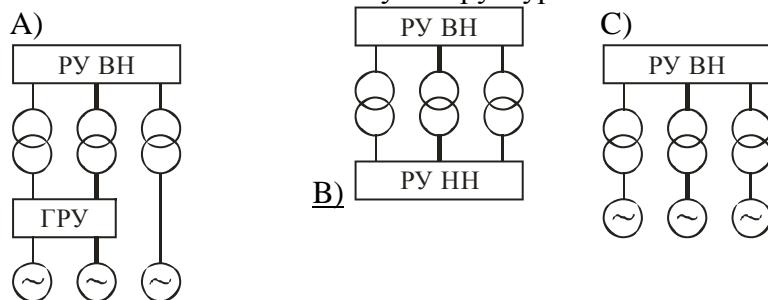 A)
C)
РУ ВН
РУ ВН
РУ ВН
B)
РУ НН
ГРУ
~ ~ ~
~ ~ ~